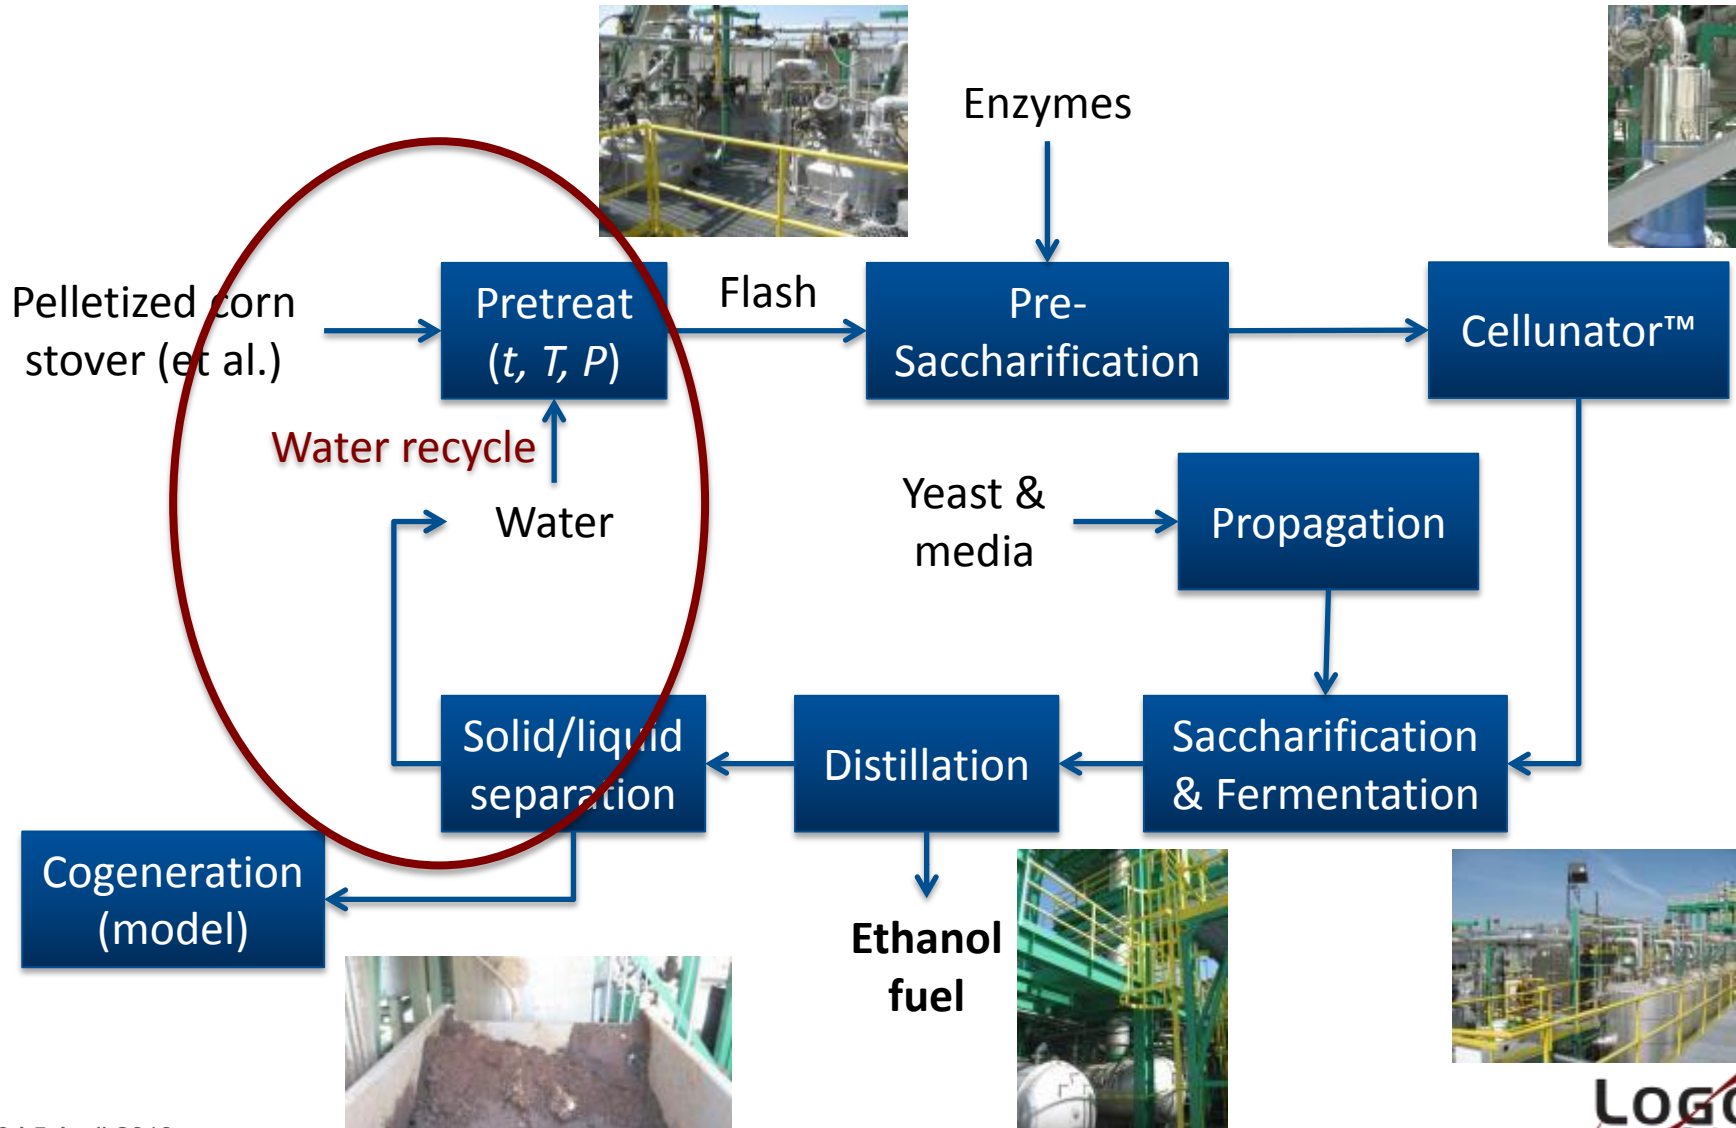 Enzymes
Pelletized corn
stover (et al.)
Pretreat
(t, T, P)
Flash
Pre-
Saccharification
Cellunator™
Water recycle
Water
Yeast &
media
Propagation
Solid/liquid
separation
Distillation
Saccharification
& Fermentation
Cogeneration
(model)
Ethanol
fuel